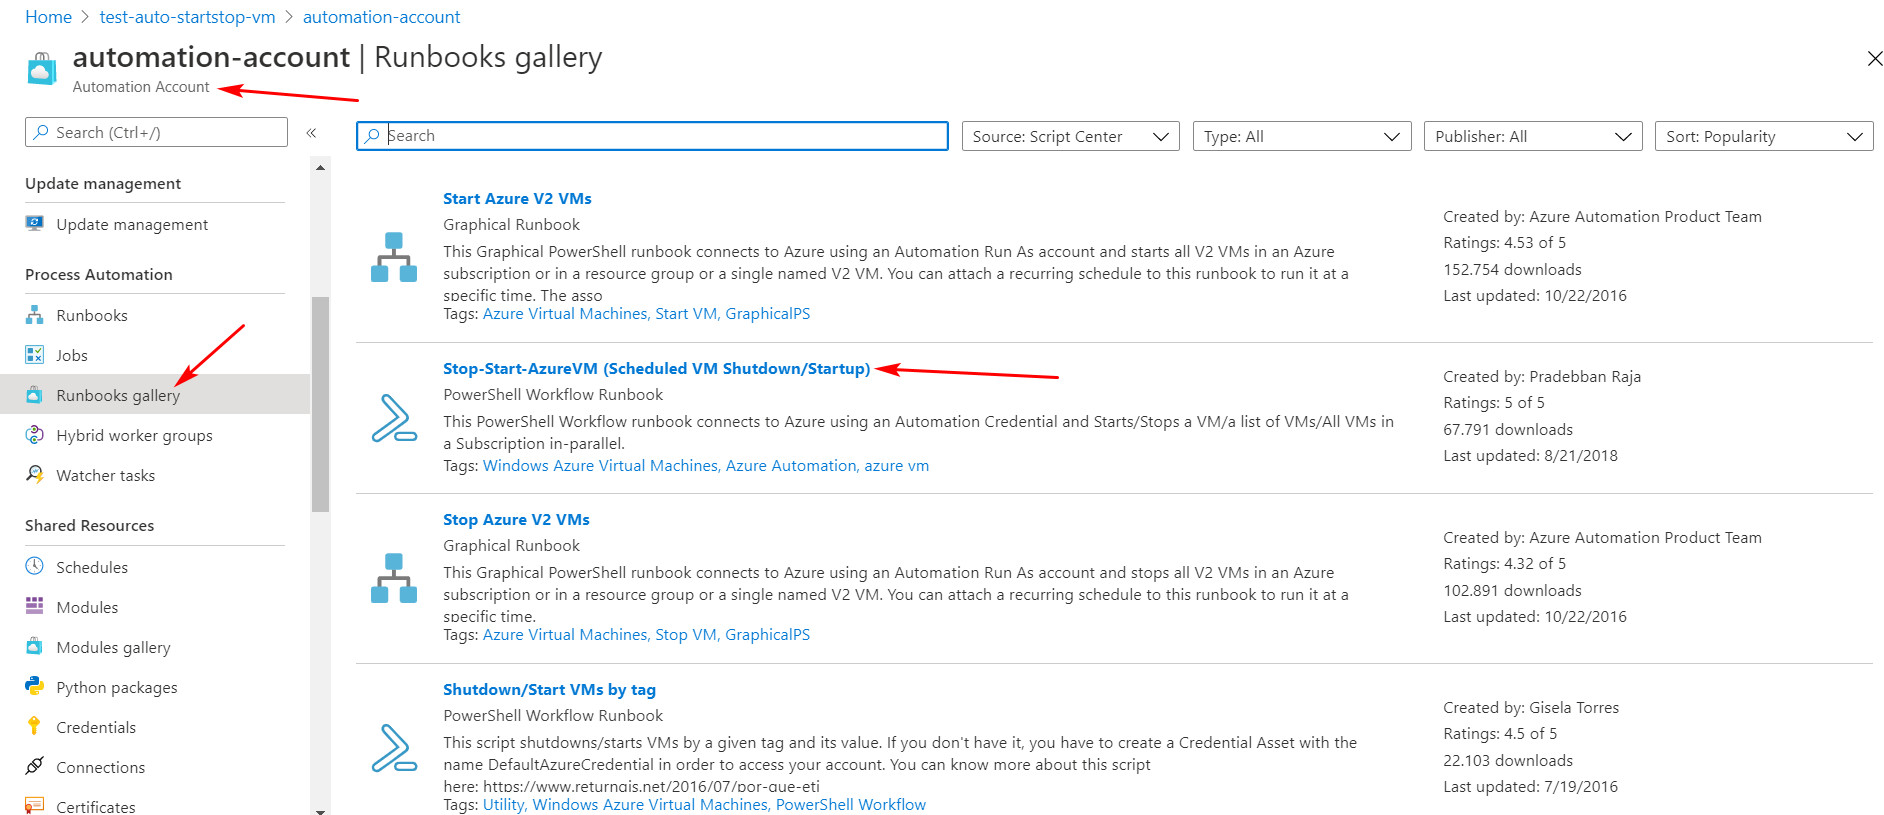 Home > test-auto-startstop-vm > automation-account
automation-account | Runbooks gallery
Automation Account
Search (Ctrl+/)
«
Update management
Update management
Process Automation
Runbooks
Jobs
Runbooks gallery
Hybrid worker groups
Watcher tasks
Shared Resources
Schedules
Modules
Modules gallery
Python packages
Credentials
Connections
Certificates
Search
Source: Script Center
Type: All
Publisher: All
Sort: Popularity
Start Azure V2 VMs
Graphical Runbook
This Graphical PowerShell runbook connects to Azure using an Automation Run As account and starts all V2 VMs in an Azure
subscription or in a resource group or a single named V2 VM. You can attach a recurring schedule to this runbook to run it at a
specific time. The asso
Tags: Azure Virtual Machines, Start VM, GraphicalPS
Created by: Azure Automation Product Team
Ratings: 4.53 of 5
152.754 downloads
Last updated: 10/22/2016
Stop-Start-AzureVM (Scheduled VM Shutdown/Startup)
PowerShell Workflow Runbook
This PowerShell Workflow runbook connects to Azure using an Automation Credential and Starts/Stops a VM/a list of VMs/All VMs in
a Subscription in-parallel.
Tags: Windows Azure Virtual Machines, Azure Automation, azure vm
Created by: Pradebban Raja
Ratings: 5 of 5
67.791 downloads
Last updated: 8/21/2018
Stop Azure V2 VMs
Graphical Runbook
This Graphical PowerShell runbook connects to Azure using an Automation Run As account and stops all V2 VMs in an Azure
subscription or in a resource group or a single named V2 VM. You can attach a recurring schedule to this runbook to run it at a
specific time.
Tags: Azure Virtual Machines, Stop VM, GraphicalPS
Created by: Azure Automation Product Team
Ratings: 4.32 of 5
102.891 downloads
Last updated: 10/22/2016
Shutdown/Start VMs by tag
PowerShell Workflow Runbook
This script shutdowns/starts VMs by a given tag and its value. If you don't have it, you have to create a Credential Asset with the
name DefaultAzureCredential in order to access your account. You can know more about this script
here: https://www.returngis.net/2016/07/por-que-eti
Tags: Utility, Windows Azure Virtual Machines, PowerShell Workflow
Created by: Gisela Torres
Ratings: 4.5 of 5
22.103 downloads
Last updated: 7/19/2016